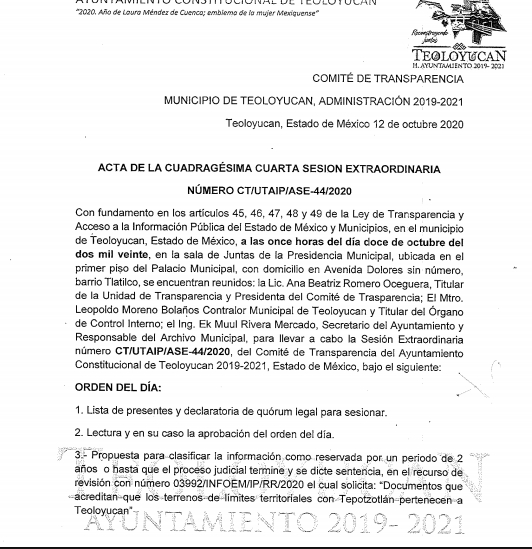 AYUNTAMIENTO CONSTITUCIONAL DE TEOLOYUCAN
"2020. Año de Laura Méndez de Cuenca; emblema de la mujer Mexiquense"
Reconstruyendo
juntos
TEOLOYUCAN
H. AYUNTAMIENTO 2019- 2021
COMITÉ DE TRANSPARENCIA
MUNICIPIO DE TEOLOYUCAN, ADMINISTRACIÓN 2019-2021
Teoloyucan, Estado de México 12 de octubre 2020
ACTA DE LA CUADRAGÉSIMA CUARTA SESION EXTRAORDINARIA
NÚMERO CT/UTAIP/ASE-44/2020
Con fundamento en los artículos 45, 46, 47, 48 y 49 de la Ley de Transparencia y
Acceso a la Información Pública del Estado de México y Municipios, en el municipio
de Teoloyucan, Estado de México, a las once horas del día doce de octubre del
dos mil veinte, en la sala de Juntas de la Presidencia Municipal, ubicada en el
primer piso del Palacio Municipal, con domicilio en Avenida Dolores sin número,
barrio Tlatilco, se encuentran reunidos: la Lic. Ana Beatriz Romero Oceguera, Titular
de la Unidad de Transparencia y Presidenta del Comité de Trasparencia; El Mtro.
Leopoldo Moreno Bolaños Contralor Municipal de Teoloyucan y Titular del Órgano
de Control Interno; el Ing. Ek Muul Rivera Mercado, Secretario del Ayuntamiento y
Responsable del Archivo Municipal, para llevar a cabo la Sesión Extraordinaria
número CT/UTAIP/ASE-44/2020, del Comité de Transparencia del Ayuntamiento
Constitucional de Teoloyucan 2019-2021, Estado de México, bajo el siguiente:
ORDEN DEL DÍA:
1. Lista de presentes y declaratoria de quórum legal para sesionar.
2. Lectura y en su caso la aprobación del orden del día.
3.- Propuesta para clasificar la información como reservada por un periodo de 2
años o hasta que el proceso judicial termine y se dicte sentencia, en el recurso de
revisión con número 03992/INFOEM/IP/RR/2020 el cual solicita: "Documentos que
acreditan que los terrenos de limites territoriales con Tepotzotlán pertenecen a
Teoloyucan"
TEOLOYUCAN
AYUNTAMIENTO 2019- 2021